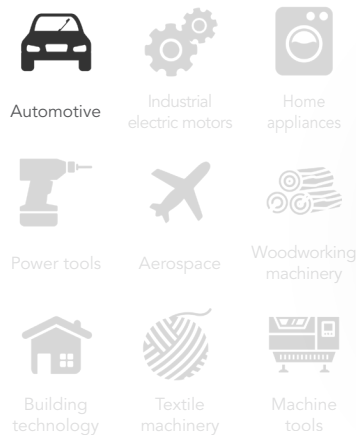 Automotive
Industrial
electric motors
Home
appliances
Power tools
Aerospace
Woodworking
machinery
Building
technology
Textile
machinery
Machine
tools